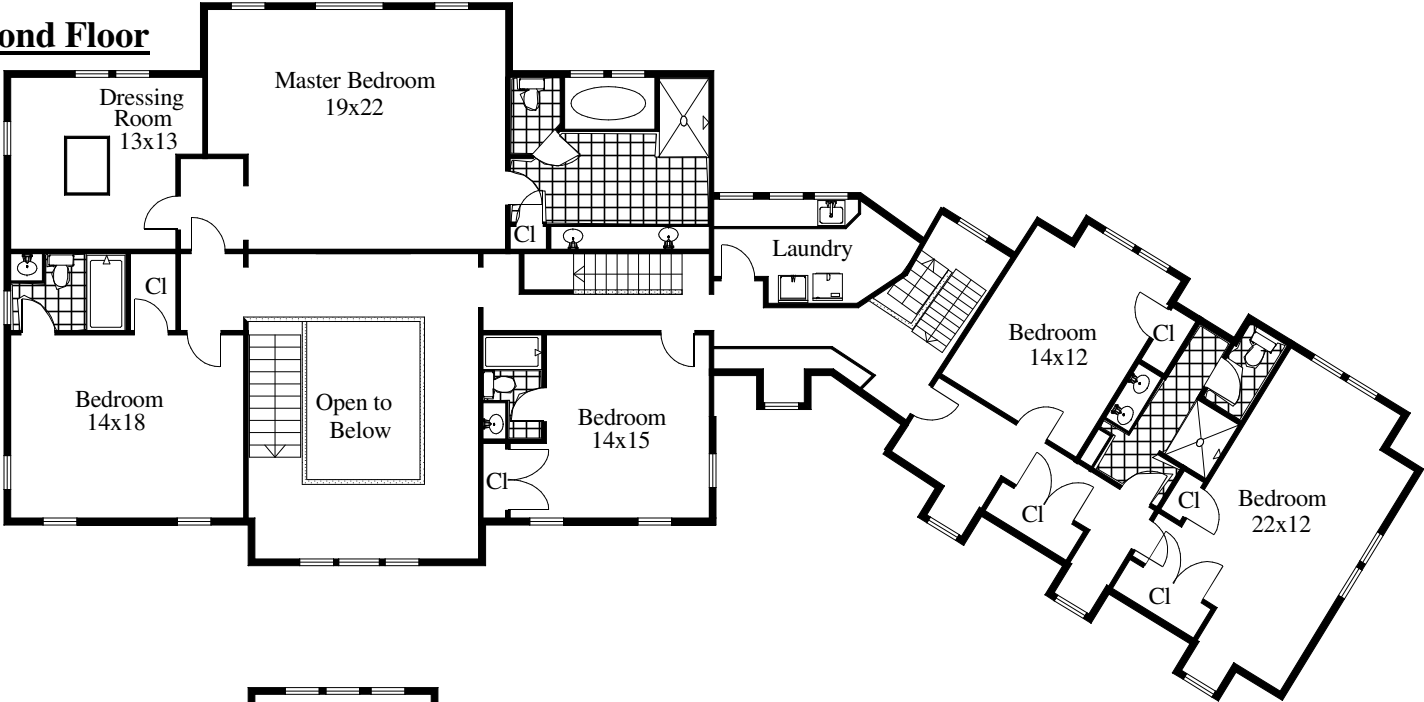 ond Floor
Dressing
Room
13x13
Master Bedroom
19x22
Cl
Laundry
Cl
Bedroom
14x18
Open to
Below
Bedroom
14x15
Cl
Bedroom
14x12
Cl
Cl
Cl
Bedroom
22x12
Cl